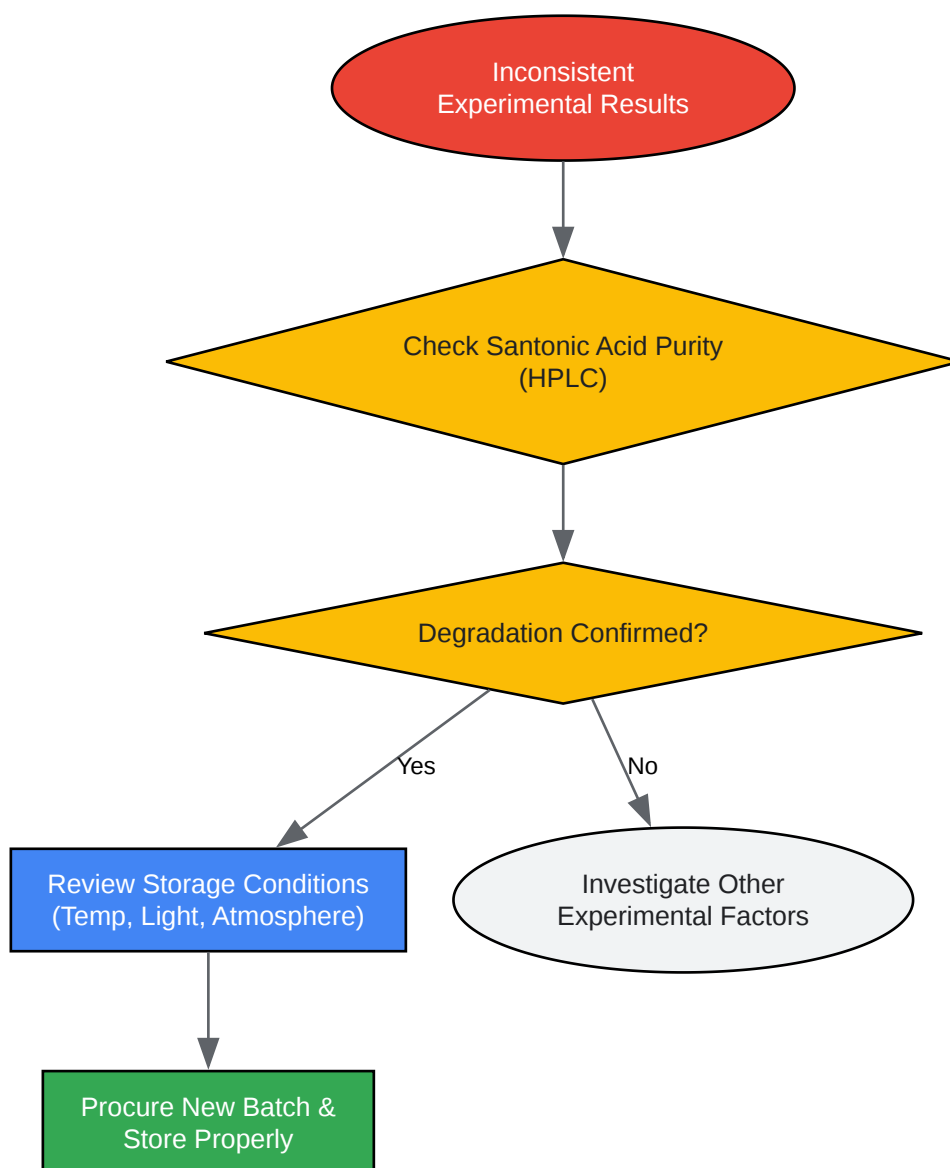 Inconsistent
Experimental Results
Check Santonic Acid Purity
(HPLC)
Degradation Confirmed?
Yes
No
Review Storage Conditions
(Temp, Light, Atmosphere)
Investigate Other
Experimental Factors
Procure New Batch &
Store Properly